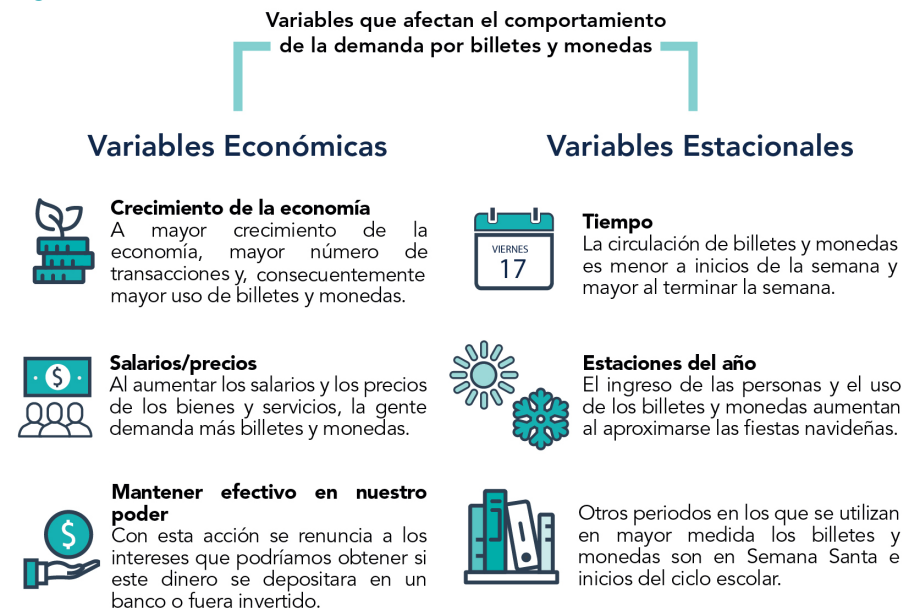 Variables que afectan el comportamiento
de la demanda por billetes y monedas
Variables Económicas
Crecimiento de la economía
A mayor crecimiento de la
economía, mayor número de
transacciones y, consecuentemente
mayor uso de billetes y monedas.
Salarios/precios
Al aumentar los salarios y los precios
de los bienes y servicios, la gente
demanda más billetes y monedas.
Mantener efectivo en nuestro
poder
Con esta acción se renuncia a los
intereses que podríamos obtener si
este dinero se depositara en un
banco o fuera invertido.
Variables Estacionales
VIERNES
17
Tiempo
La circulación de billetes y monedas
es menor a inicios de la semana y
mayor al terminar la semana.
Estaciones del año
El ingreso de las personas y el uso
de los billetes y monedas aumentan
al aproximarse las fiestas navideñas.
Otros periodos en los que se utilizan
en mayor medida los billetes y
monedas son en Semana Santa e
inicios del ciclo escolar.